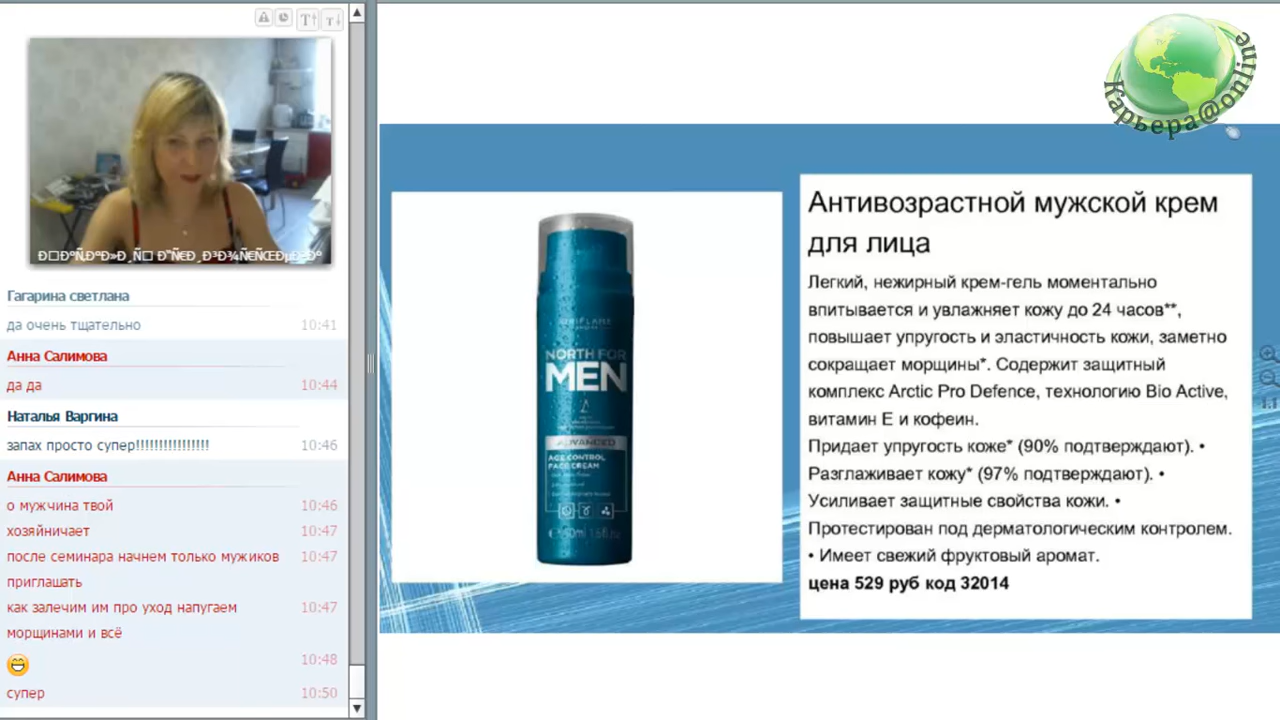 Гагарина светлана
да очень тщательно 10:41
Анна Салимова
да да 10:44
Наталья Варгина
запах просто супер!!!!!!!!!!!!!!!! 10:46
Анна Салимова
о мужчина твой 10:46
хозяйничает 10:47
после семинара начнем только мужиков 10:47
приглашать
как залечим им про уход напугаем 10:47
морщинами и всё
10:48
супер 10:50
Карьера@online
ORIFLAME
NORTH FOR
MEN
ADVANCED
AGE CONTROL
FACE CREAM
Антивозрастной мужской крем
для лица
Легкий, нежирный крем-гель моментально
впитывается и увлажняет кожу до 24 часов**,
повышает упругость и эластичность кожи, заметно
сокращает морщины*. Содержит защитный
комплекс Arctic Pro Defence, технологию Bio Active,
витамин Е и кофеин.
Придает упругость коже* (90% подтверждают). •
Разглаживает кожу* (97% подтверждают). •
Усиливает защитные свойства кожи. •
Протестирован под дерматологическим контролем.
• Имеет свежий фруктовый аромат.
цена 529 руб код 32014